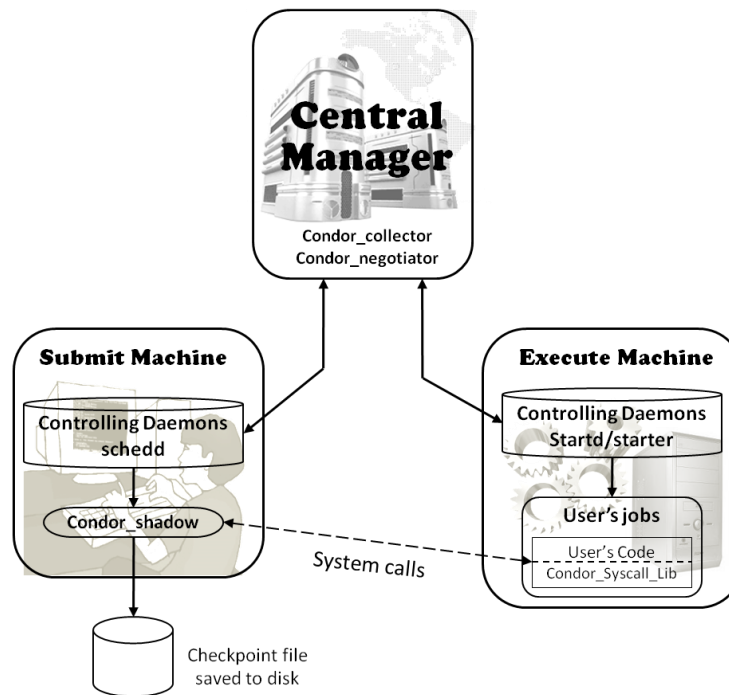 Central
Manager
Condor_collector
Condor_negotiator
Submit Machine
Controlling Daemons
schedd
Condor_shadow
Execute Machine
Controlling Daemons
Startd/starter
User's jobs
User's Code
Condor_Syscall_Lib
System calls
Checkpoint file
saved to disk